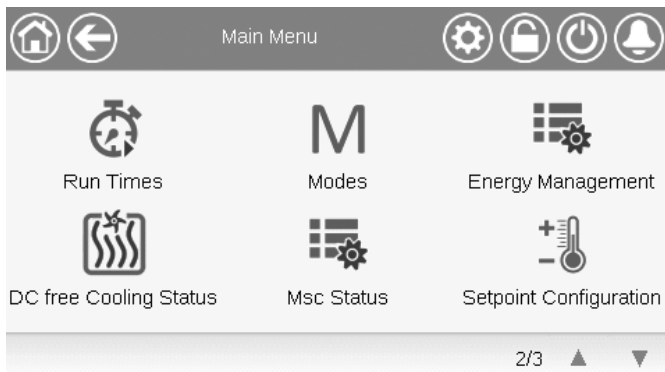 Main Menu
M
Run Times Modes Energy Management
DC free Cooling Status Msc Status Setpoint Configuration
2/3